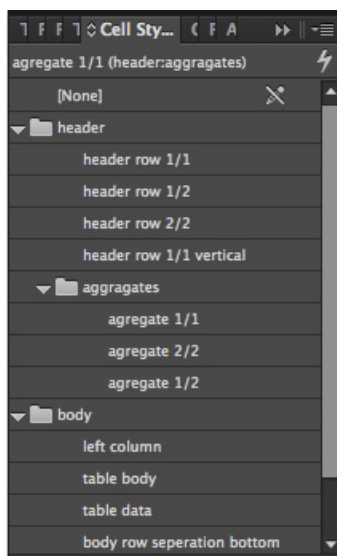 T F F T Cell Sty... C F A
agregate 1/1 (header:aggragates)
[None]
header
header row 1/1
header row 1/2
header row 2/2
header row 1/1 vertical
aggragates
agregate 1/1
agregate 2/2
agregate 1/2
body
left column
table body
table data
body row seperation bottom